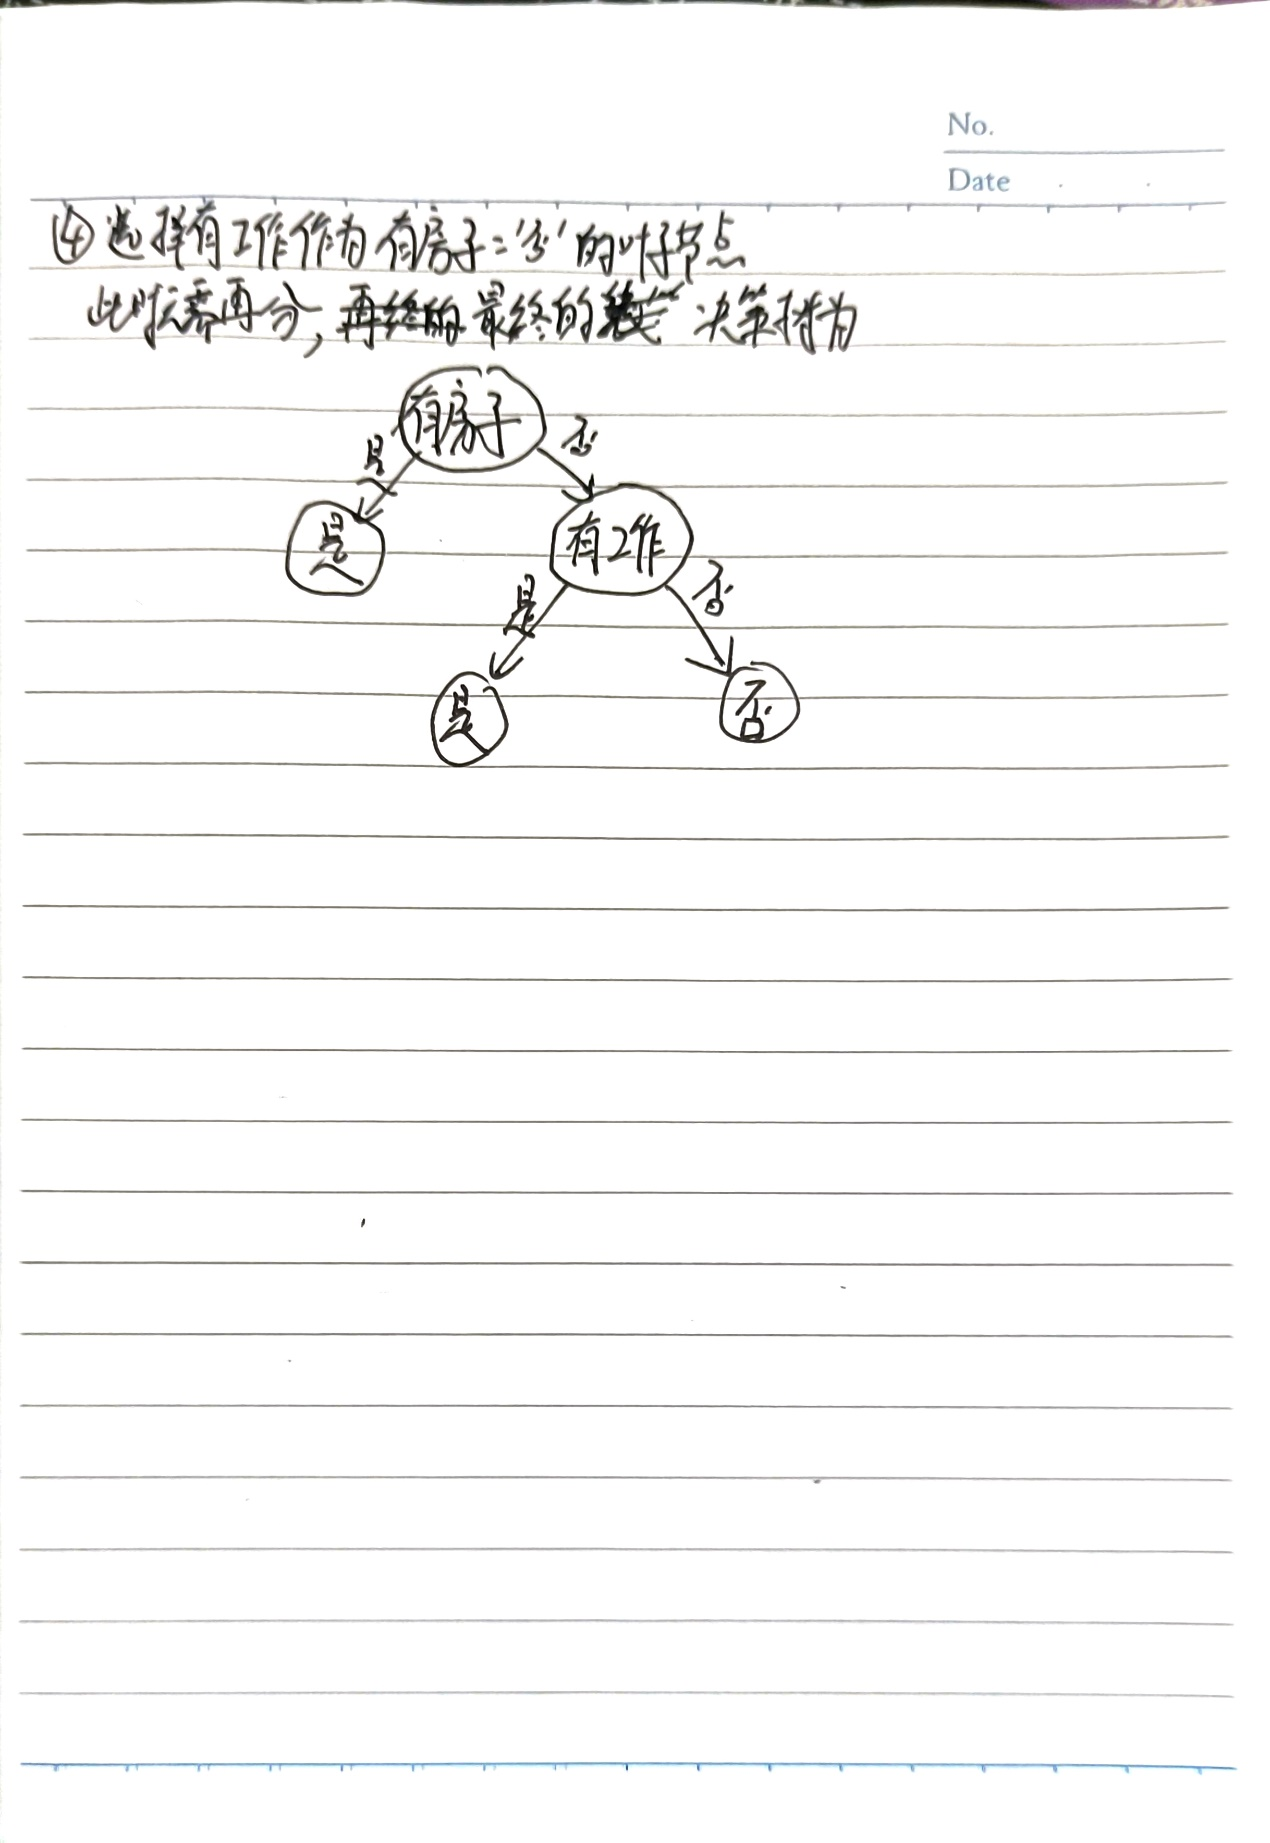 No.
Date
④选择有工作作为有房子='否'的叶子节点
此时无需再分,最终的决策树为
有房子
是
否
是
有工作
是
否
是
否